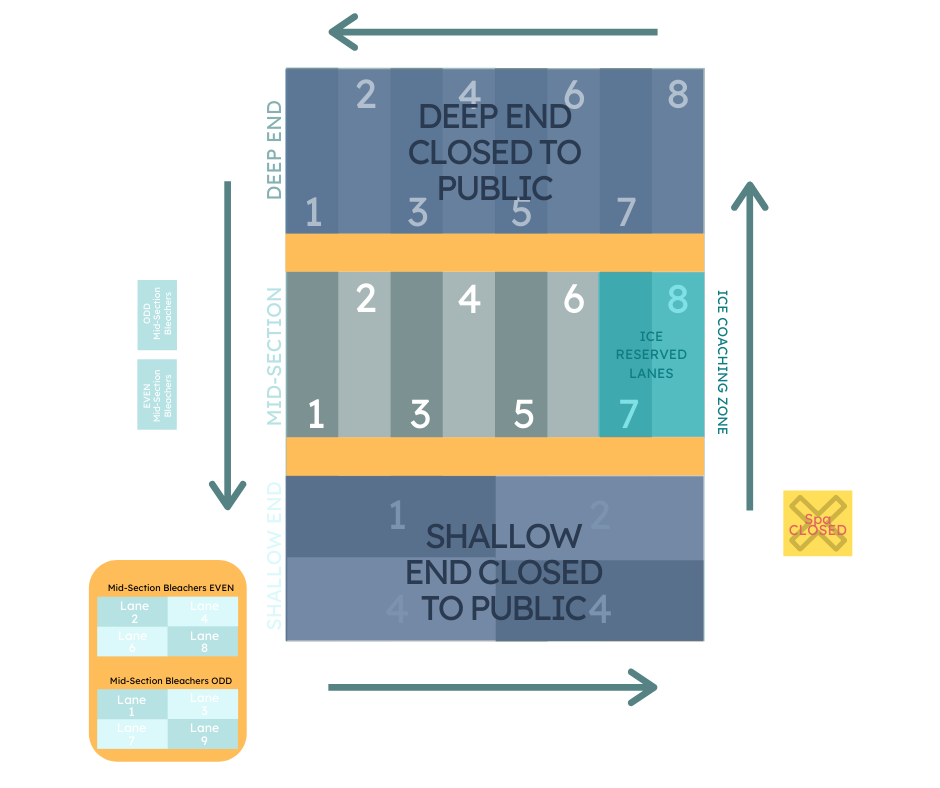 DEEP END
2 4 6 8
DEEP END
CLOSED TO
PUBLIC
1 3 5 7
MID-SECTION
2 4 6 8
ICE
RESERVED
LANES
1 3 5 7
ICE COACHING ZONE
ODD
Mid-Section
Bleachers
EVEN
Mid-Section
Bleachers
SHALLOW END
1 2
SHALLOW
END CLOSED
TO PUBLIC
4 4
Spa
CLOSED
Mid-Section Bleachers EVEN
Lane Lane
2 4
Lane Lane
6 8
Mid-Section Bleachers ODD
Lane Lane
1 3
Lane Lane
7 9